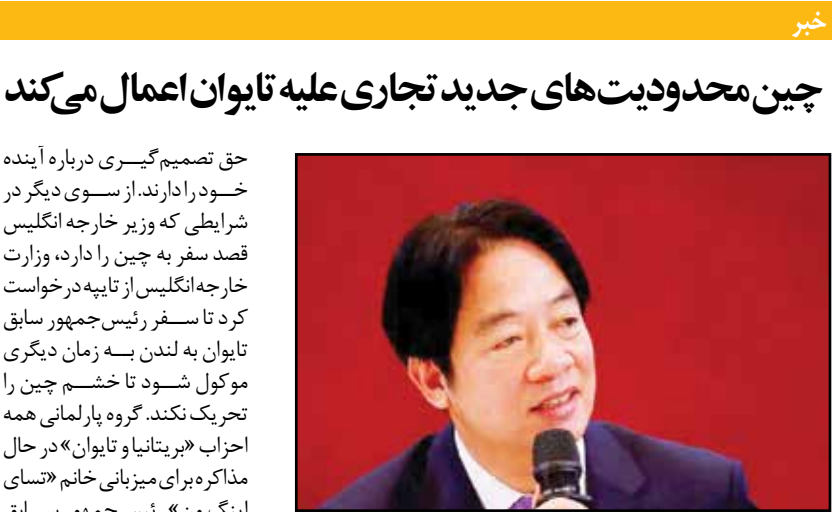 خبر
چین محدودیت‌های جدید تجاری علیه تایوان اعمال می‌کند
حق تصمیم‌گیری درباره آینده
خود را دارند. از سوی دیگر در
شرایطی که وزیر خارجه انگلیس
قصد سفر به چین را دارد، وزارت
خارجه انگلیس از تایپه درخواست
کرد تا سفر رئیس‌جمهور سابق
تایوان به لندن به زمان دیگری
موکول شود تا خشم چین را
تحریک نکند. گروه پارلمانی همه
احزاب «بریتانیا و تایوان» در حال
مذاکره برای میزبانی خانم «تسای